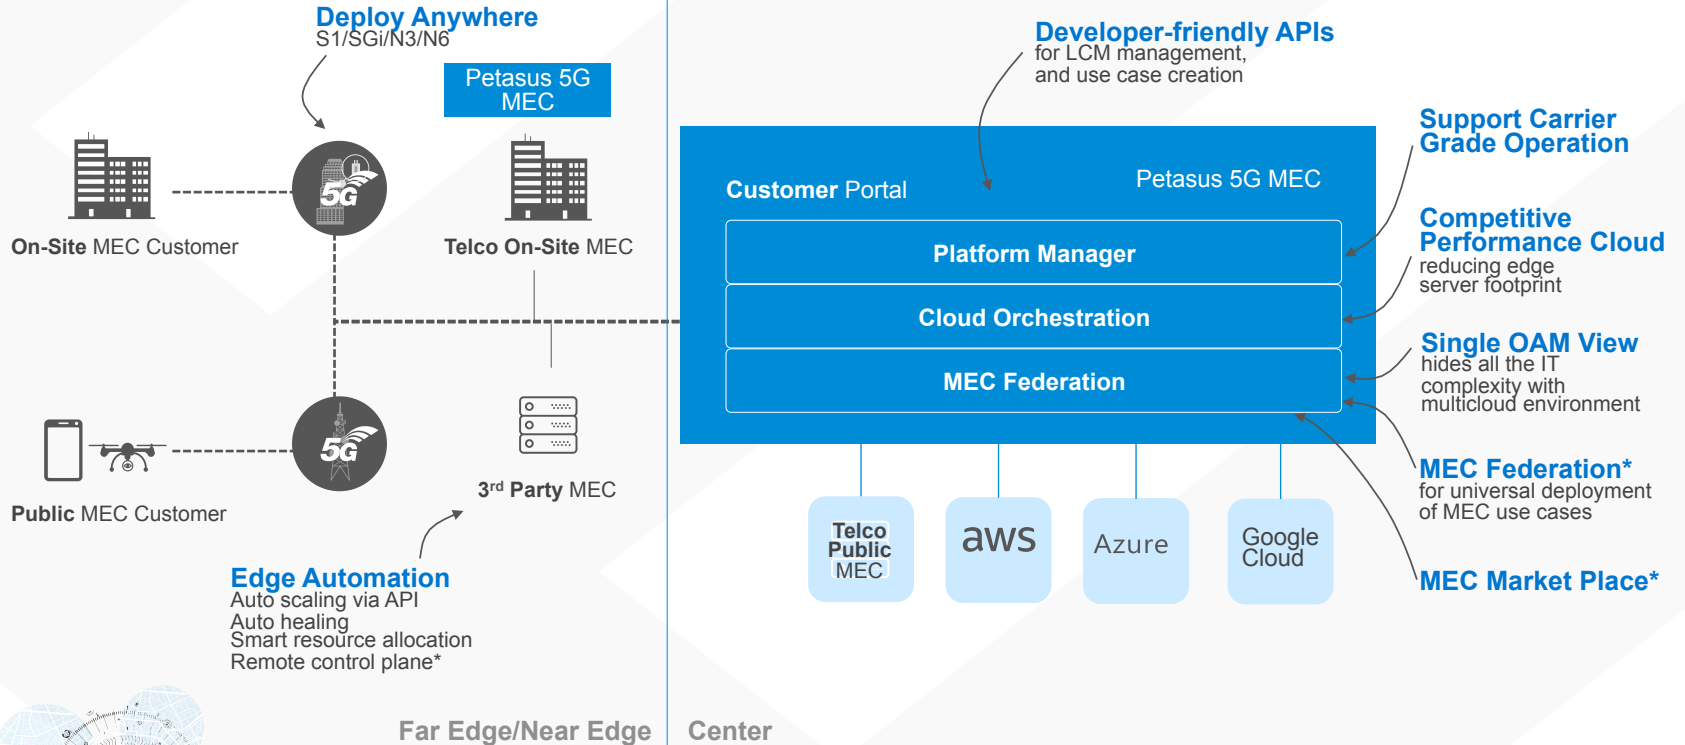 Deploy Anywhere
S1/SGi/N3/N6
Petasus 5G
MEC
5G
On-Site MEC Customer
Telco On-Site MEC
5G
Public MEC Customer
3rd Party MEC
Edge Automation
Auto scaling via API
Auto healing
Smart resource allocation
Remote control plane*
Far Edge/Near Edge
Developer-friendly APIs
for LCM management,
and use case creation
Customer Portal
Petasus 5G MEC
Platform Manager
Cloud Orchestration
MEC Federation
Telco
Public
MEC
aws
Azure
Google
Cloud
Support Carrier
Grade Operation
Competitive
Performance Cloud
reducing edge
server footprint
Single OAM View
hides all the IT
complexity with
multicloud environment
MEC Federation*
for universal deployment
of MEC use cases
MEC Market Place*
Center